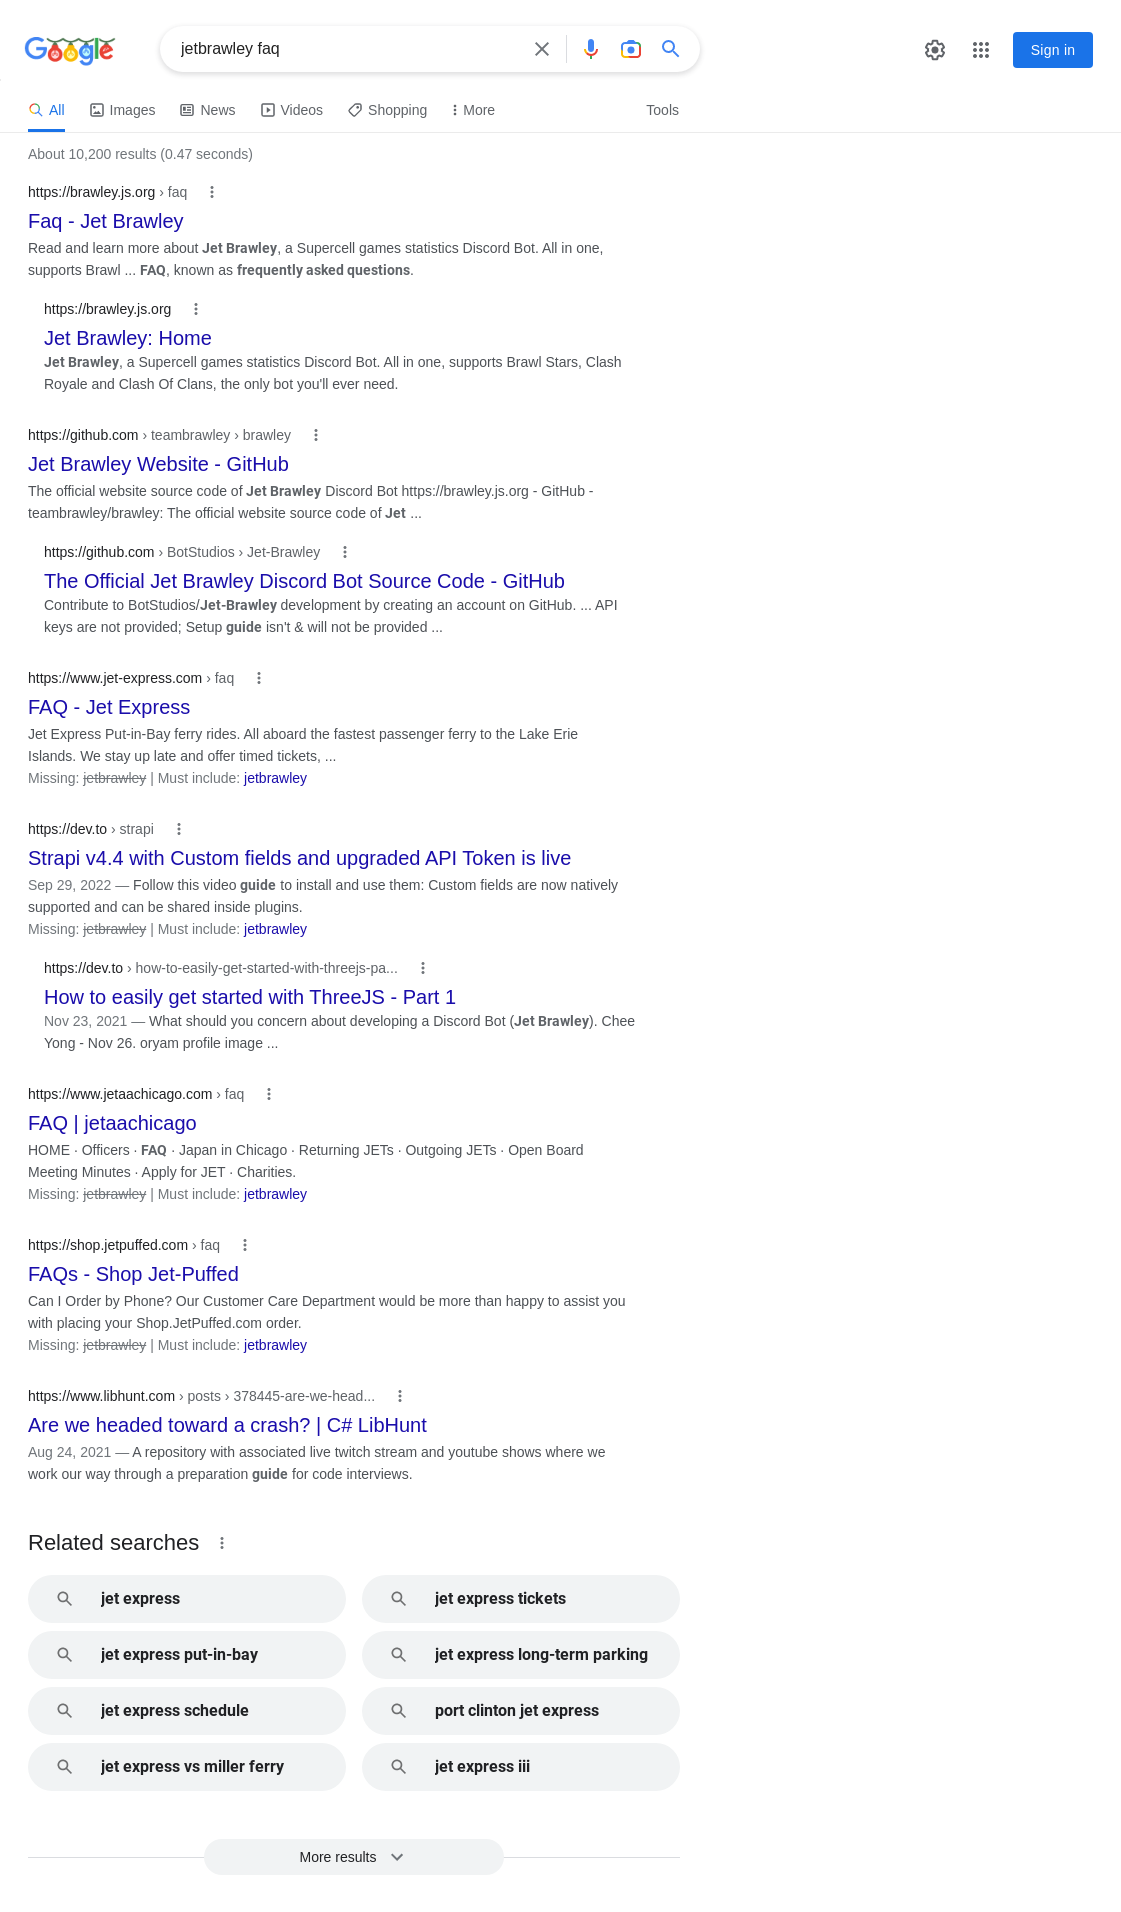 Google
jetbrawley faq
Sign in
All
Images
News
Videos
Shopping
More
Tools
About 10,200 results (0.47 seconds)
https://brawley.js.org › faq
Faq - Jet Brawley
Read and learn more about Jet Brawley, a Supercell games statistics Discord Bot. All in one,
supports Brawl ... FAQ, known as frequently asked questions.
https://brawley.js.org
Jet Brawley: Home
Jet Brawley, a Supercell games statistics Discord Bot. All in one, supports Brawl Stars, Clash
Royale and Clash Of Clans, the only bot you'll ever need.
https://github.com › teambrawley › brawley
Jet Brawley Website - GitHub
The official website source code of Jet Brawley Discord Bot https://brawley.js.org - GitHub -
teambrawley/brawley: The official website source code of Jet ...
https://github.com › BotStudios › Jet-Brawley
The Official Jet Brawley Discord Bot Source Code - GitHub
Contribute to BotStudios/Jet-Brawley development by creating an account on GitHub. ... API
keys are not provided; Setup guide isn't & will not be provided ...
https://www.jet-express.com › faq
FAQ - Jet Express
Jet Express Put-in-Bay ferry rides. All aboard the fastest passenger ferry to the Lake Erie
Islands. We stay up late and offer timed tickets, ...
Missing: jetbrawley | Must include: jetbrawley
https://dev.to › strapi
Strapi v4.4 with Custom fields and upgraded API Token is live
Sep 29, 2022 — Follow this video guide to install and use them: Custom fields are now natively
supported and can be shared inside plugins.
Missing: jetbrawley | Must include: jetbrawley
https://dev.to › how-to-easily-get-started-with-threejs-pa...
How to easily get started with ThreeJS - Part 1
Nov 23, 2021 — What should you concern about developing a Discord Bot (Jet Brawley). Chee
Yong - Nov 26. oryam profile image ...
https://www.jetaachicago.com › faq
FAQ | jetaachicago
HOME · Officers · FAQ · Japan in Chicago · Returning JETs · Outgoing JETs · Open Board
Meeting Minutes · Apply for JET · Charities.
Missing: jetbrawley | Must include: jetbrawley
https://shop.jetpuffed.com › faq
FAQs - Shop Jet-Puffed
Can I Order by Phone? Our Customer Care Department would be more than happy to assist you
with placing your Shop.JetPuffed.com order.
Missing: jetbrawley | Must include: jetbrawley
https://www.libhunt.com › posts › 378445-are-we-head...
Are we headed toward a crash? | C# LibHunt
Aug 24, 2021 — A repository with associated live twitch stream and youtube shows where we
work our way through a preparation guide for code interviews.
Related searches
jet express
jet express tickets
jet express put-in-bay
jet express long-term parking
jet express schedule
port clinton jet express
jet express vs miller ferry
jet express iii
More results